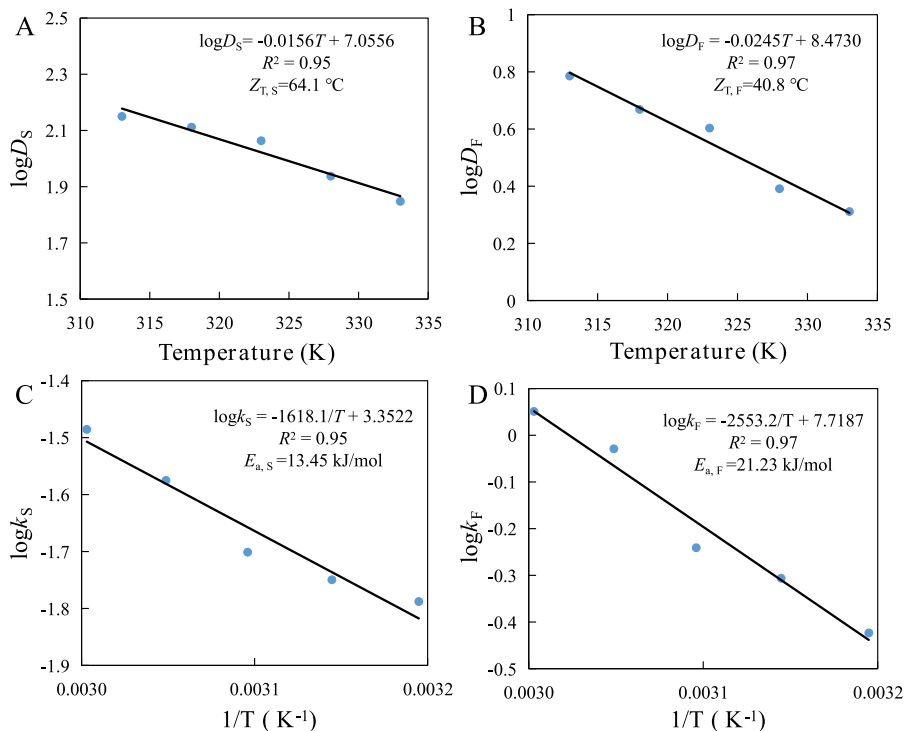 A
logD_S= -0.0156T + 7.0556
R² = 0.95
Z_T, S=64.1 °C
2.5
2.3
2.1
1.9
1.7
1.5
logD_S
310 315 320 325 330 335
Temperature (K)
B
logD_F = -0.0245T + 8.4730
R² = 0.97
Z_T, F=40.8 °C
1
0.8
0.6
0.4
0.2
0
logD_F
310 315 320 325 330 335
Temperature (K)
C
logk_S = -1618.1/T + 3.3522
R² = 0.95
E_a, S =13.45 kJ/mol
-1.4
-1.5
-1.6
-1.7
-1.8
-1.9
logk_S
0.0030 0.0031 0.0032
1/T ( K⁻¹)
D
logk_F = -2553.2/T + 7.7187
R² = 0.97
E_a, F =21.23 kJ/mol
0.1
0
-0.1
-0.2
-0.3
-0.4
-0.5
logk_F
0.0030 0.0031 0.0032
1/T ( K⁻¹)